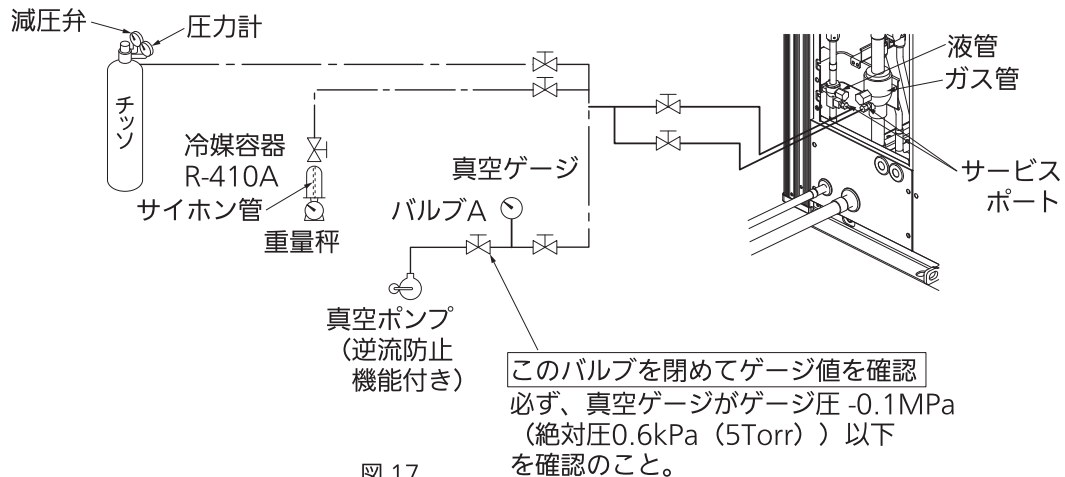 減圧弁
圧力計
チッソ
液管
ガス管
冷媒容器
R-410A
サイホン管
重量秤
真空ゲージ
バルブA
サービス
ポート
真空ポンプ
（逆流防止
機能付き）
このバルブを閉めてゲージ値を確認
必ず、真空ゲージがゲージ圧 -0.1MPa
（絶対圧0.6kPa（5Torr））以下
を確認のこと。
図 17